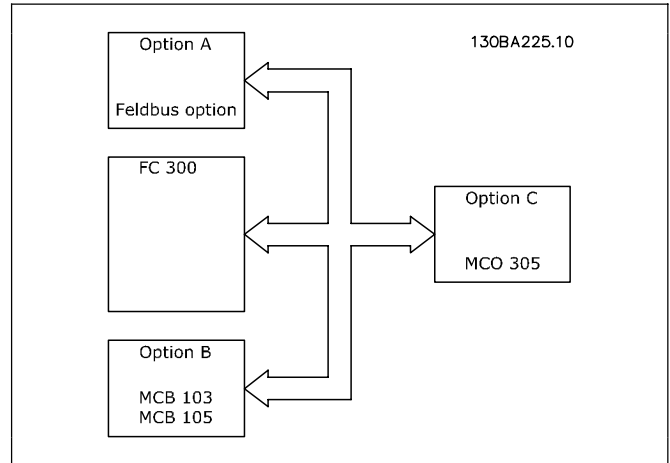 Option A
130BA225.10
Feldbus option
FC 300
Option C
MCO 305
Option B
MCB 103
MCB 105